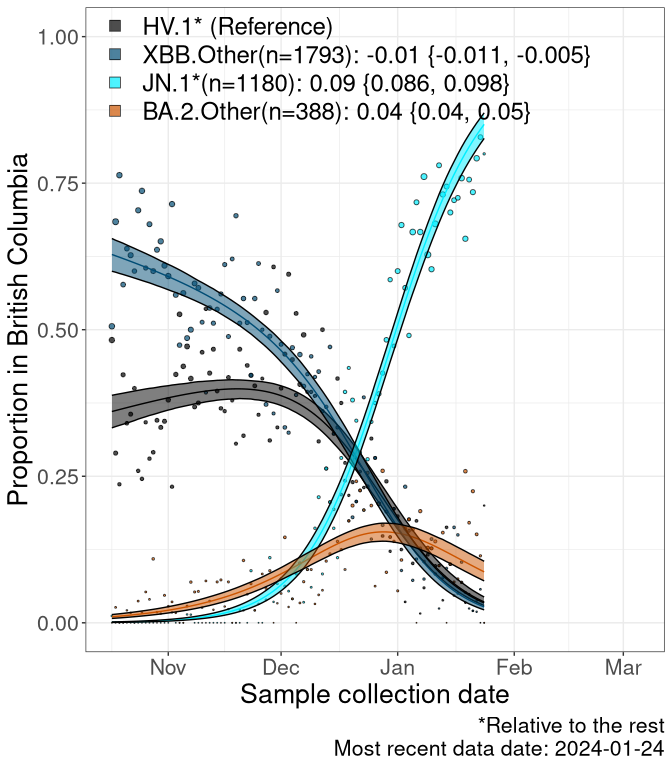 HV.1* (Reference)
XBB.Other(n=1793): -0.01 {-0.011, -0.005}
JN.1*(n=1180): 0.09 {0.086, 0.098}
BA.2.Other(n=388): 0.04 {0.04, 0.05}
1.00
0.75
0.50
0.25
0.00
Proportion in British Columbia
Nov Dec Jan Feb Mar
Sample collection date
*Relative to the rest
Most recent data date: 2024-01-24